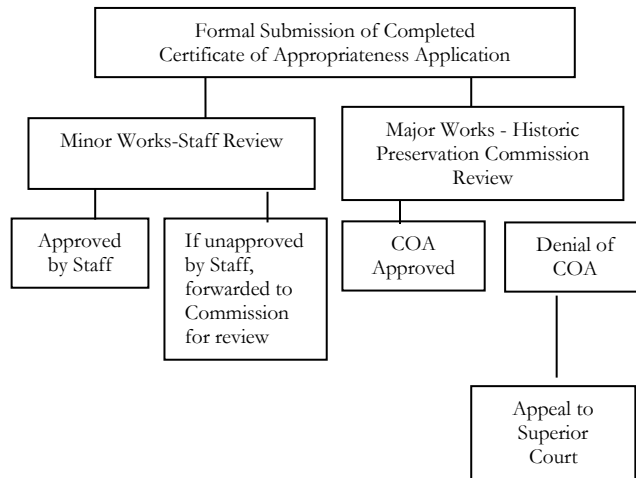 Formal Submission of Completed
Certificate of Appropriateness Application
Minor Works-Staff Review
Major Works - Historic
Preservation Commission
Review
Approved
by Staff
If unapproved
by Staff,
forwarded to
Commission
for review
COA
Approved
Denial of
COA
Appeal to
Superior
Court